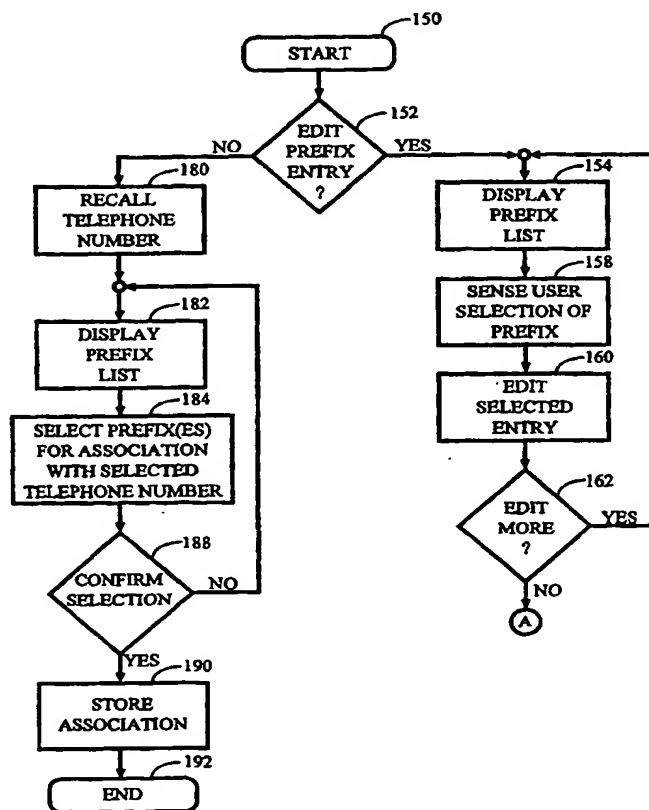 150
START
152
EDIT
PREFIX
ENTRY
?
NO
YES
180
RECALL
TELEPHONE
NUMBER
154
DISPLAY
PREFIX
LIST
158
SENSE USER
SELECTION OF
PREFIX
160
EDIT
SELECTED
ENTRY
162
EDIT
MORE
?
YES
NO
A
182
DISPLAY
PREFIX
LIST
184
SELECT PREFIX(ES)
FOR ASSOCIATION
WITH SELECTED
TELEPHONE NUMBER
188
CONFIRM
SELECTION
NO
YES
190
STORE
ASSOCIATION
192
END